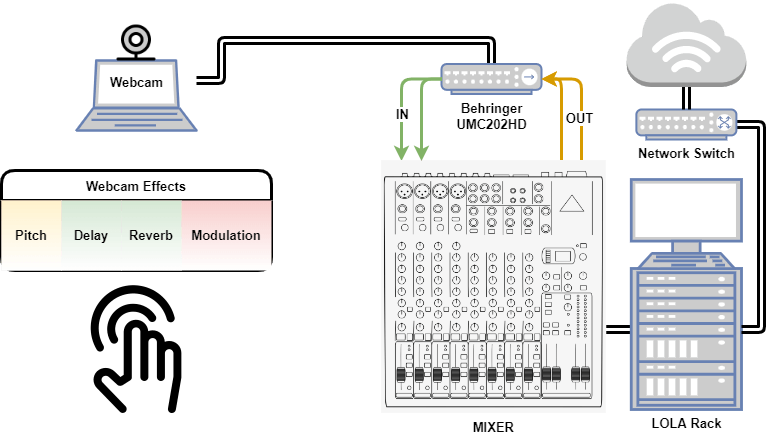 Webcam
IN
Behringer
UMC202HD
OUT
Network Switch
Webcam Effects
Pitch
Delay
Reverb
Modulation
MIXER
LOLA Rack